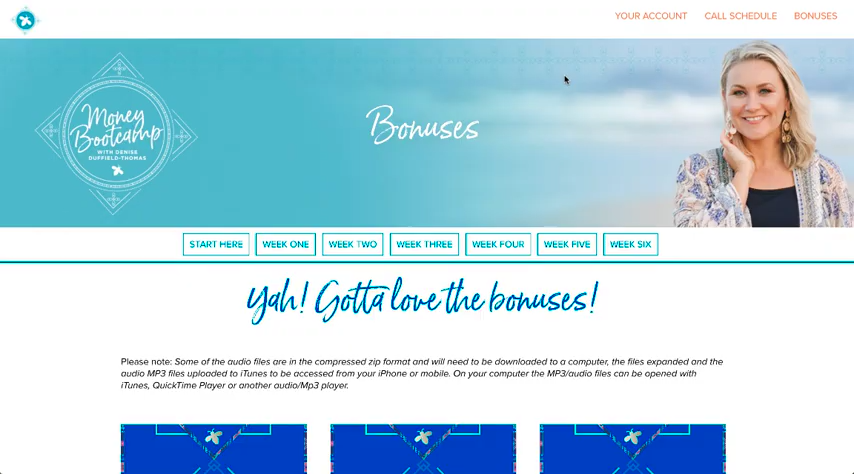 YOUR ACCOUNT CALL SCHEDULE BONUSES
Money
Bootcamp
WITH DENISE
DUFFIELD-THOMAS
Bonuses
START HERE WEEK ONE WEEK TWO WEEK THREE WEEK FOUR WEEK FIVE WEEK SIX
Yah! Gotta love the bonuses!
Please note: Some of the audio files are in the compressed zip format and will need to be downloaded to a computer, the files expanded and the
audio MP3 files uploaded to iTunes to be accessed from your iPhone or mobile. On your computer the MP3/audio files can be opened with
iTunes, QuickTime Player or another audio/Mp3 player.